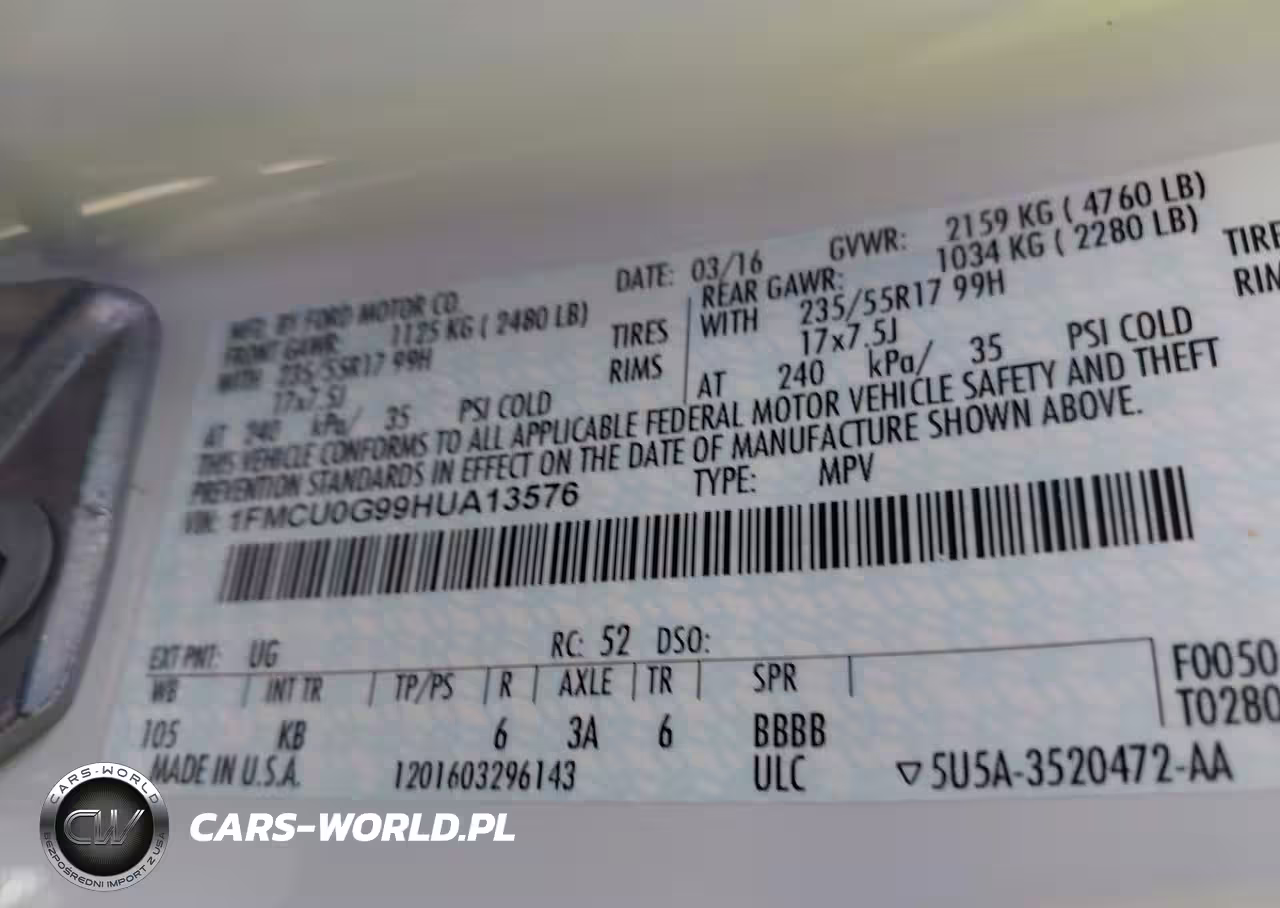 MFD. BY FORD MOTOR CO. DATE: 03/16 GVWR: 2159 KG ( 4760 LB)
FRONT GAWR: 1125 KG ( 2480 LB) REAR GAWR: 1034 KG ( 2280 LB)
WITH 235/55R17 99H TIRES WITH 235/55R17 99H TIRE
17x7.5J RIMS 17x7.5J RIM
AT 240 kPa/ 35 PSI COLD AT 240 kPa/ 35 PSI COLD
THIS VEHICLE CONFORMS TO ALL APPLICABLE FEDERAL MOTOR VEHICLE SAFETY AND THEFT
PREVENTION STANDARDS IN EFFECT ON THE DATE OF MANUFACTURE SHOWN ABOVE.
VIN: 1FMCU0G99HUA13576 TYPE: MPV
EXT PNT: UG RC: 52 DSO:
WB INT TR TP/PS R AXLE TR SPR F0050
105 KB 6 3A 6 BBBB T0280
MADE IN U.S.A. 1201603296143 ULC ▽5U5A-3520472-AA
CARS-WORLD
CW
BEZPOŚREDNI IMPORT Z USA
CARS-WORLD.PL